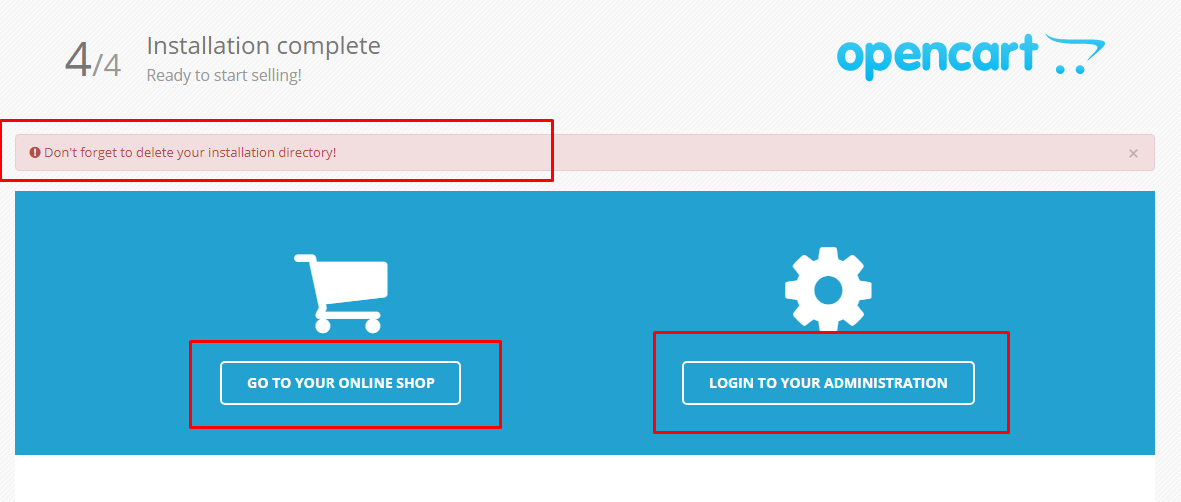 4/4
Installation complete
Ready to start selling!
opencart
Don't forget to delete your installation directory!
×
GO TO YOUR ONLINE SHOP
LOGIN TO YOUR ADMINISTRATION